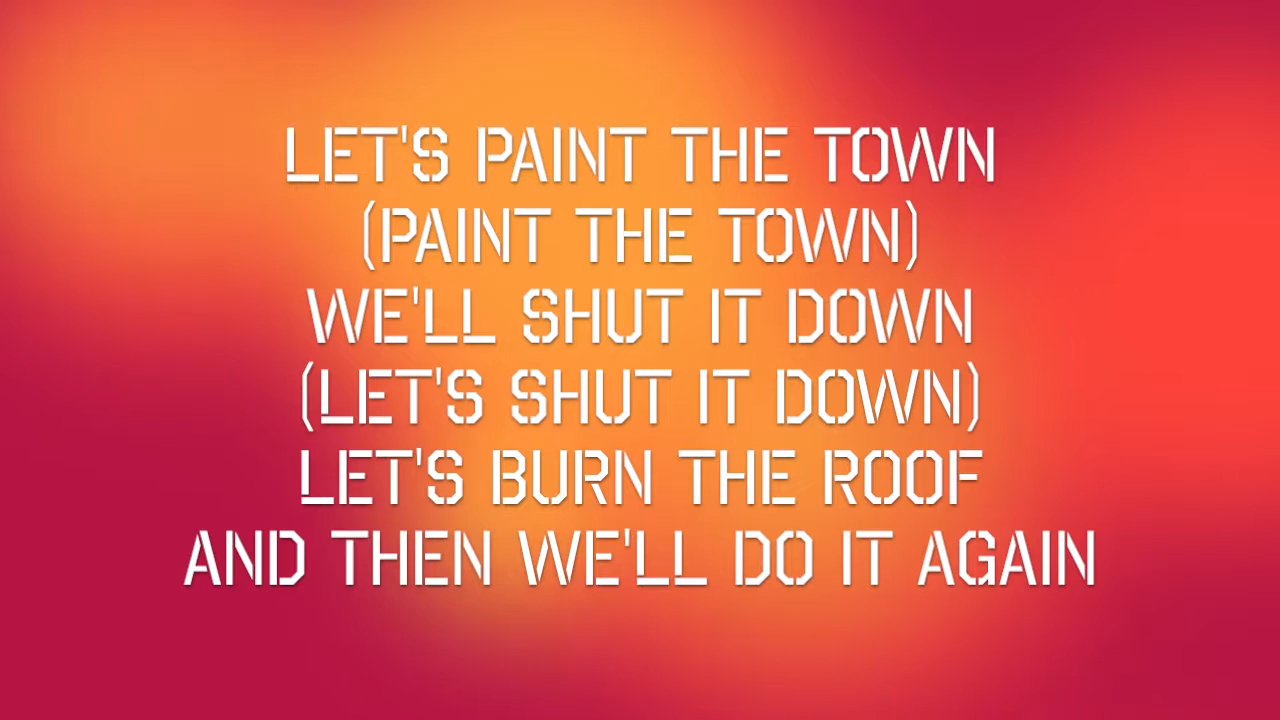 LET'S PAINT THE TOWN
(PAINT THE TOWN)
WE'LL SHUT IT DOWN
(LET'S SHUT IT DOWN)
LET'S BURN THE ROOF
AND THEN WE'LL DO IT AGAIN